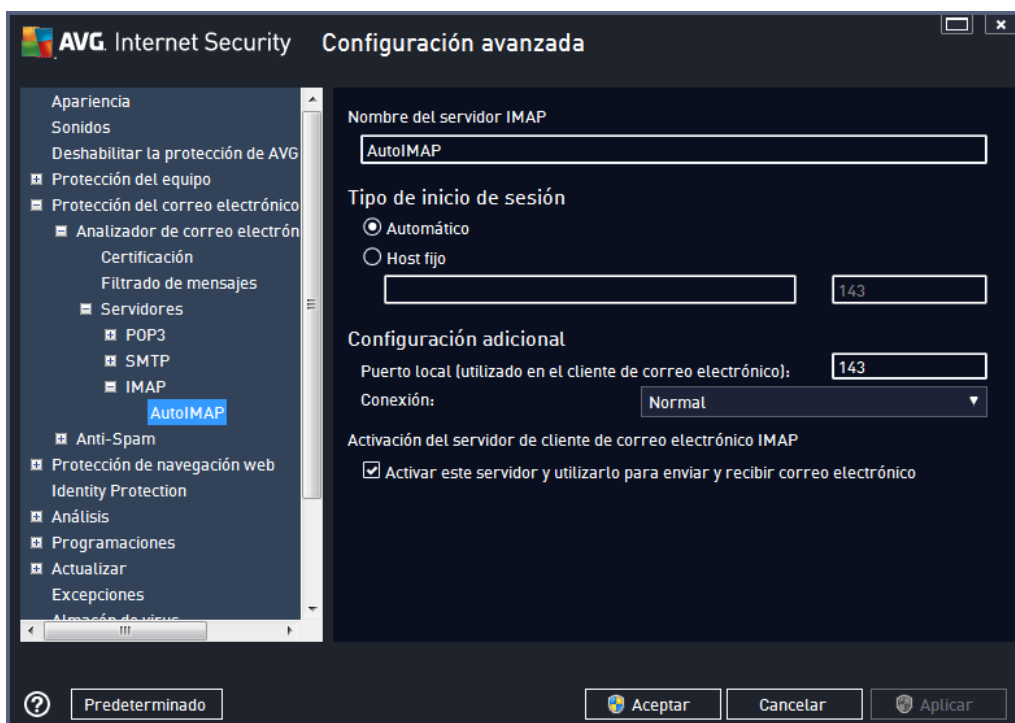 AVG. Internet Security Configuración avanzada
Apariencia
Sonidos
Deshabilitar la protección de AVG
Protección del equipo
Protección del correo electrónico
Analizador de correo electrón
Certificación
Filtrado de mensajes
Servidores
POP3
SMTP
IMAP
AutoIMAP
Anti-Spam
Protección de navegación web
Identity Protection
Análisis
Programaciones
Actualizar
Excepciones
Almacén de virus
Nombre del servidor IMAP
AutoIMAP
Tipo de inicio de sesión
Automático
Host fijo
143
Configuración adicional
Puerto local (utilizado en el cliente de correo electrónico): 143
Conexión: Normal
Activación del servidor de cliente de correo electrónico IMAP
Activar este servidor y utilizarlo para enviar y recibir correo electrónico
? Predeterminado Aceptar Cancelar Aplicar